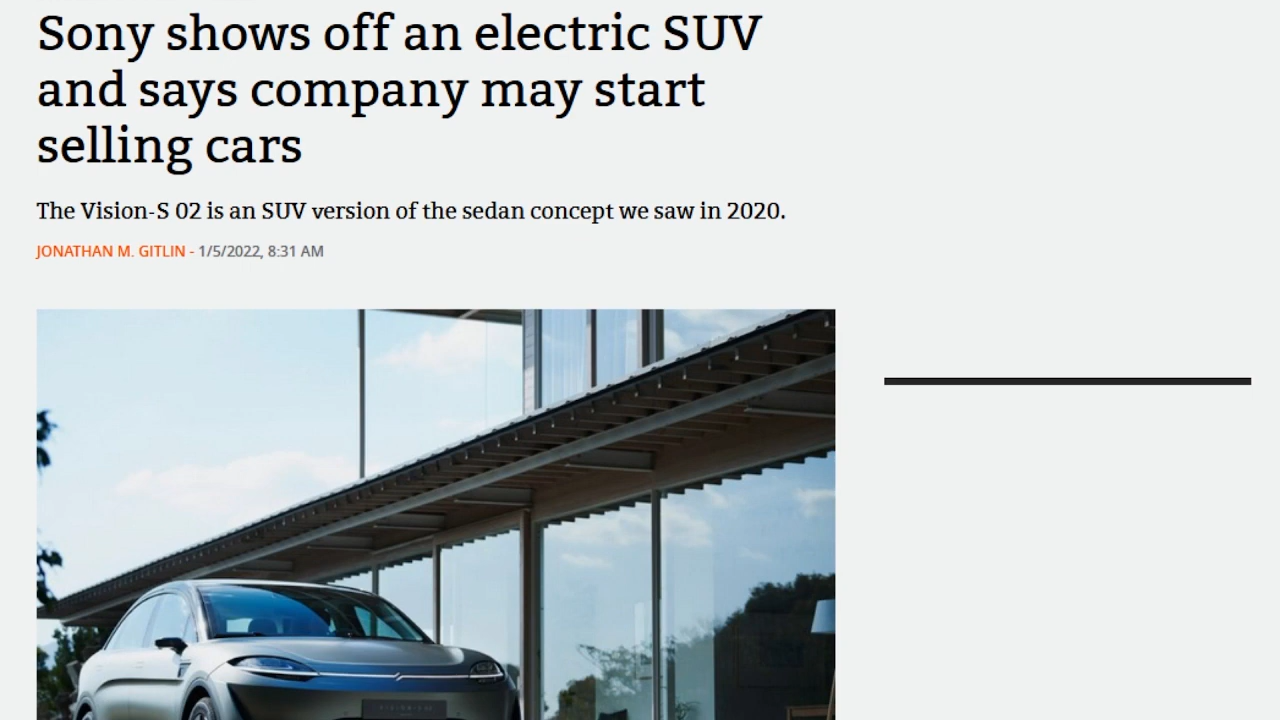 Sony shows off an electric SUV
and says company may start
selling cars
The Vision-S 02 is an SUV version of the sedan concept we saw in 2020.
JONATHAN M. GITLIN - 1/5/2022, 8:31 AM